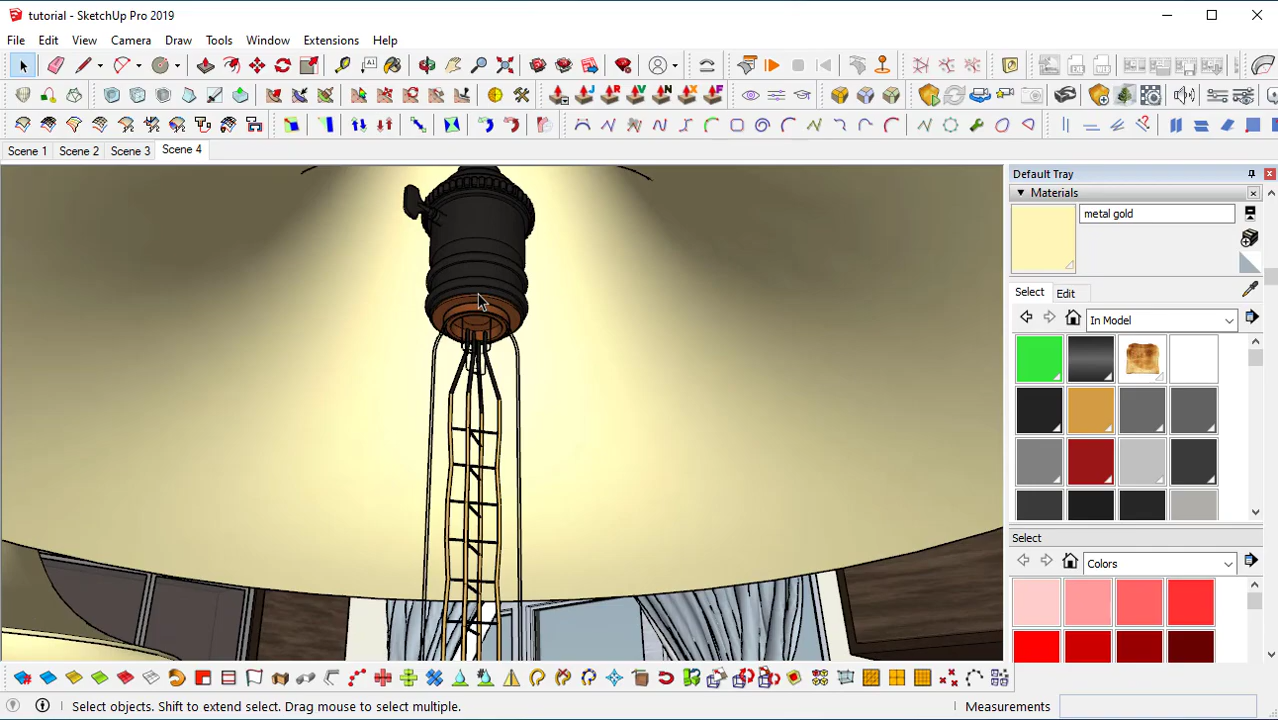 tutorial - SketchUp Pro 2019
File Edit View Camera Draw Tools Window Extensions Help
Scene 1 Scene 2 Scene 3 Scene 4
Default Tray
Materials
metal gold
Select Edit
In Model
Select
Colors
Select objects. Shift to extend select. Drag mouse to select multiple.
Measurements